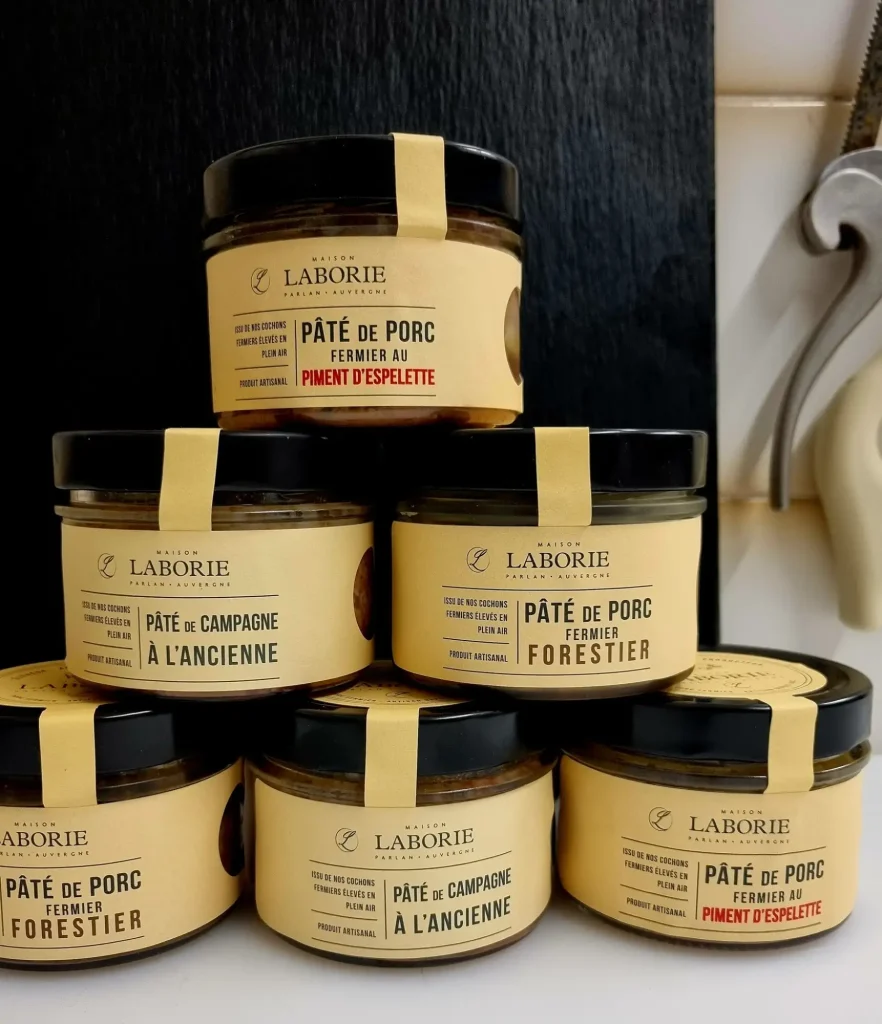 MAISON
LABORIE
PARLAN • AUVERGNE
ISSU DE NOS COCHONS
FERMIERS ÉLEVÉS EN
PLEIN AIR
PRODUIT ARTISANAL
PÂTÉ DE PORC
FERMIER AU
PIMENT D'ESPELETTE
MAISON
LABORIE
PARLAN • AUVERGNE
ISSU DE NOS COCHONS
FERMIERS ÉLEVÉS EN
PLEIN AIR
PRODUIT ARTISANAL
PÂTÉ DE CAMPAGNE
À L'ANCIENNE
MAISON
LABORIE
PARLAN • AUVERGNE
ISSU DE NOS COCHONS
FERMIERS ÉLEVÉS EN
PLEIN AIR
PRODUIT ARTISANAL
PÂTÉ DE PORC
FERMIER
FORESTIER
MAISON
LABORIE
AUVERGNE
PÂTÉ DE PORC
FERMIER
FORESTIER
MAISON
LABORIE
PARLAN • AUVERGNE
ISSU DE NOS COCHONS
FERMIERS ÉLEVÉS EN
PLEIN AIR
PRODUIT ARTISANAL
PÂTÉ DE CAMPAGNE
À L'ANCIENNE
LABORIE
MAISON
LABORIE
PARLAN • AUVERGNE
ISSU DE NOS COCHONS
FERMIERS ÉLEVÉS EN
PLEIN AIR
PRODUIT ARTISANAL
PÂTÉ DE PORC
FERMIER AU
PIMENT D'ESPELETTE